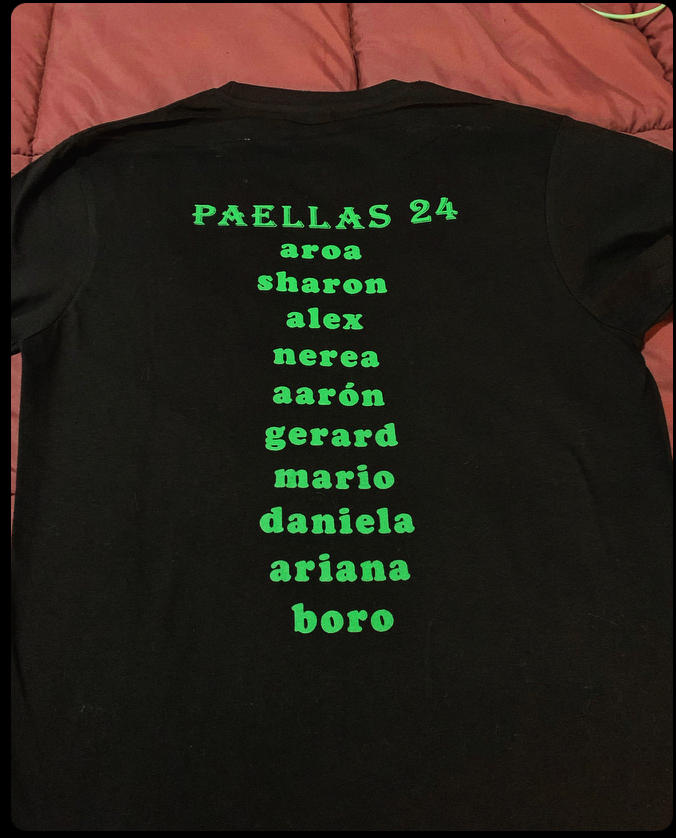 PAELLAS 24
aroa
sharon
alex
nerea
aarón
gerard
mario
daniela
ariana
boro